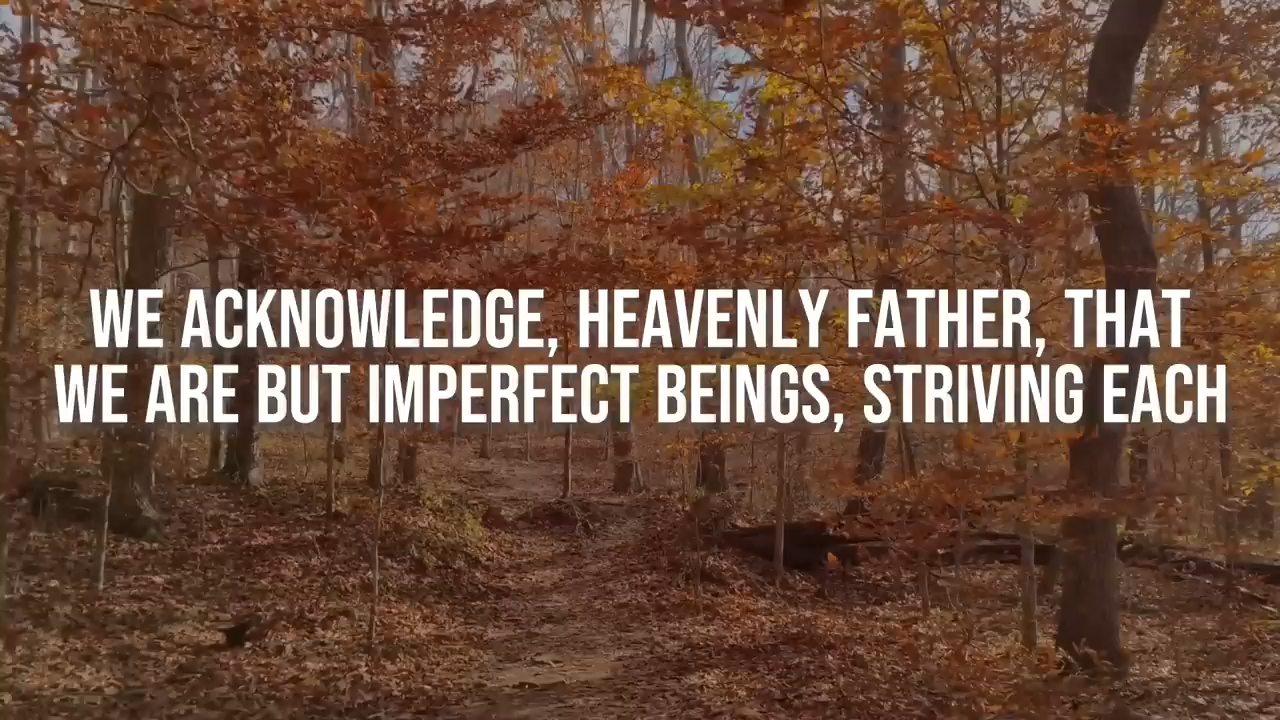 WE ACKNOWLEDGE, HEAVENLY FATHER, THAT
WE ARE BUT IMPERFECT BEINGS, STRIVING EACH